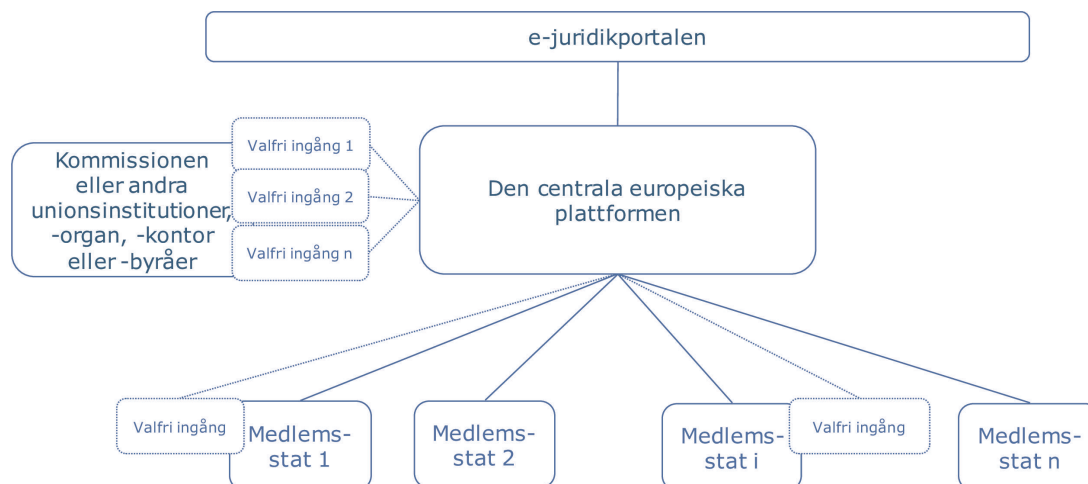 e-juridikportalen
Kommissionen
eller andra
unionsinstitutioner,
-organ, -kontor
eller -byråer
Valfri ingång 1
Valfri ingång 2
Valfri ingång n
Den centrala europeiska
plattformen
Valfri ingång
Medlems-
stat 1
Medlems-
stat 2
Medlems-
stat i
Valfri ingång
Medlems-
stat n